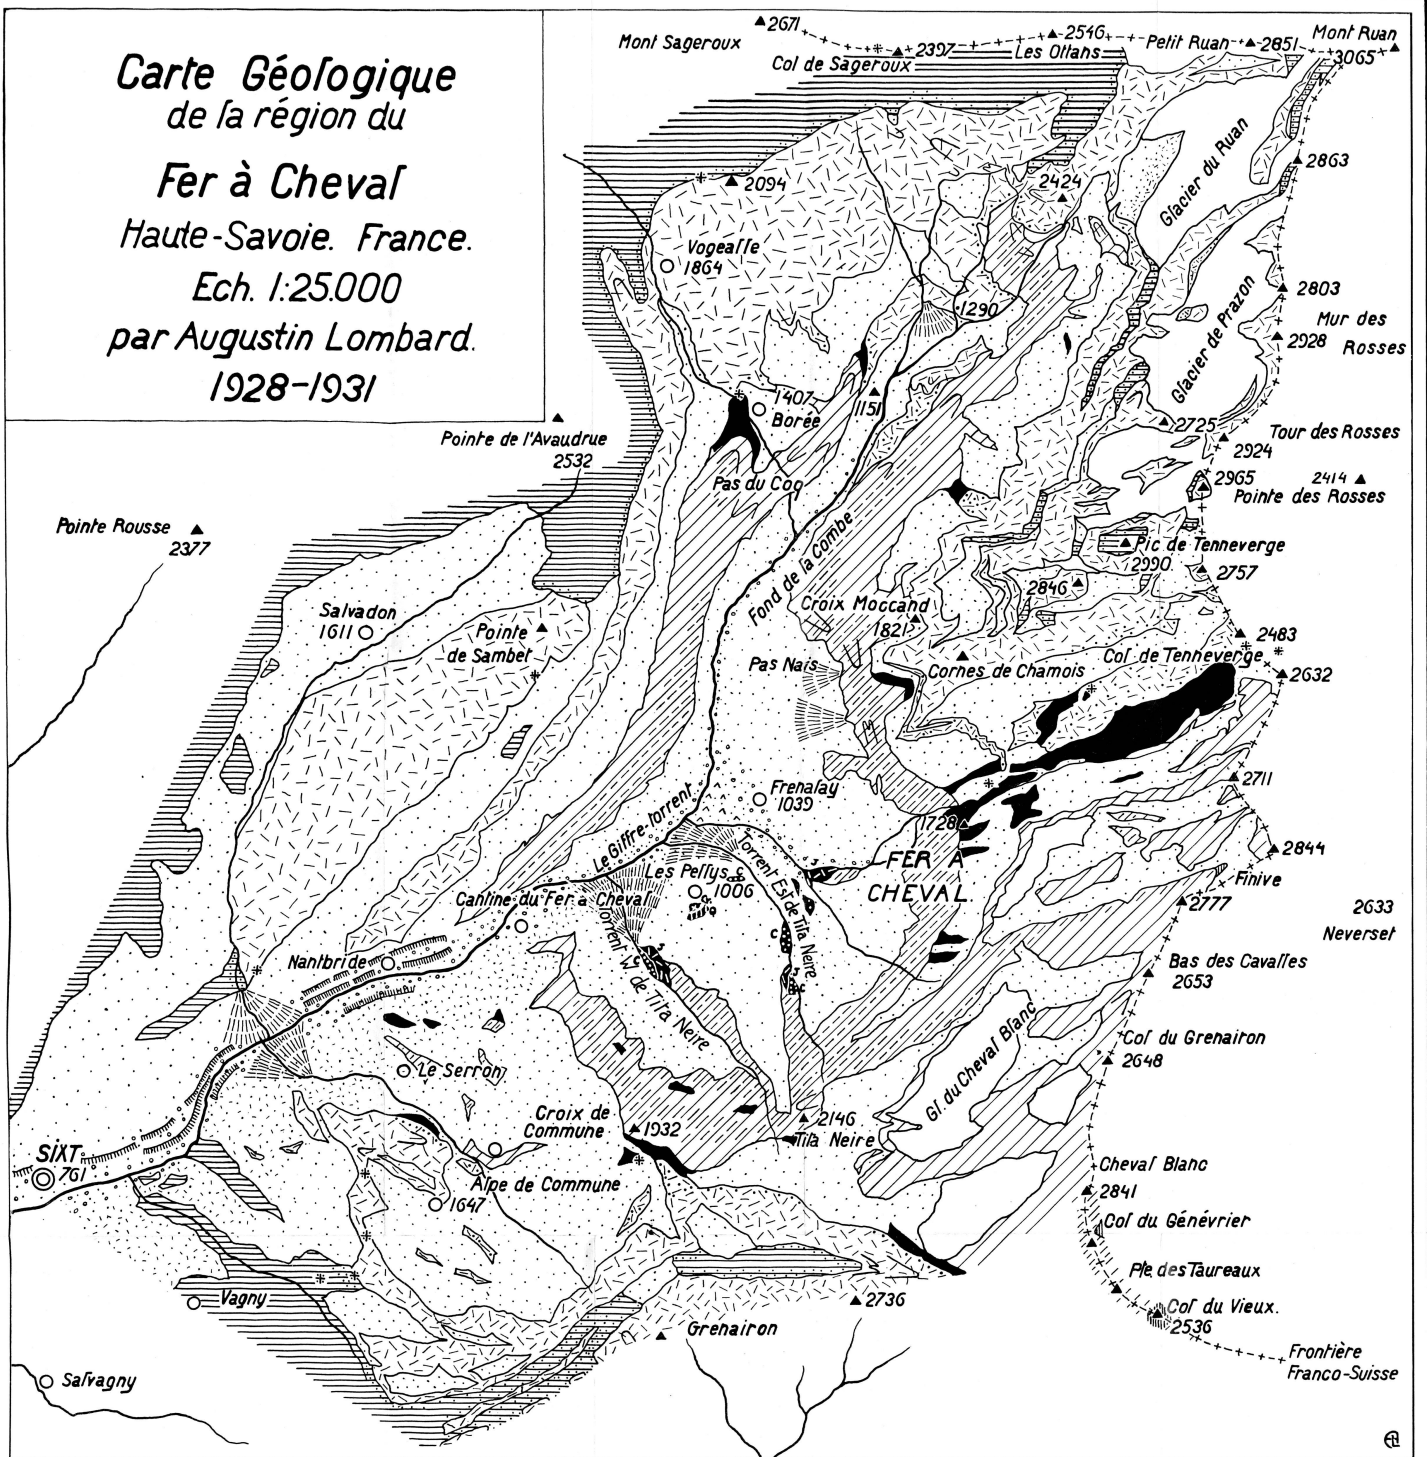 Carte Géologique
de la région du
Fer à Cheval
Haute-Savoie. France.
Ech. 1:25.000
par Augustin Lombard.
1928-1931
2671
Mont Sageroux
2397
Col de Sageroux
2546
Les Ottans
Petit Ruan
2851
Mont Ruan
3065
2094
2424
Glacier du Ruan
2863
Vogealle
1864
1290
2803
Glacier de Prazon
Mur des
Rosses
2928
1407
Borée
1151
2725
2924
Tour des Rosses
Pointe de l'Avaudrue
2532
Pas du Coq
2965
2414
Pointe des Rosses
Pointe Rousse
2377
Fond de la Combe
Pic de Tenneverge
2990
2757
2846
Salvadon
1611
Pointe
de Sambet
Croix Moccand
1821
2483
Pas Nais
Cornes de Chamois
Col de Tenneverge
2632
Frenalay
1039
2711
1728
Le Giffre-torrent
FER À
CHEVAL.
2844
Finive
Les Pellys
1006
Torrent Est de Tita Neire
Cantine du Fer à Cheval
2777
2633
Neverset
Torrent W de Tita Neire
Nantbride
Bas des Cavalles
2653
Gl. du Cheval Blanc
Col du Grenairon
2648
Le Serron
Croix de
Commune
1932
2146
Tita Neire
SIXT
761
Alpe de Commune
1647
Cheval Blanc
2841
Col du Génévrier
Pte des Taureaux
Vagny
2736
Col du Vieux.
2536
Grenairon
Frontière
Franco-Suisse
Salvagny